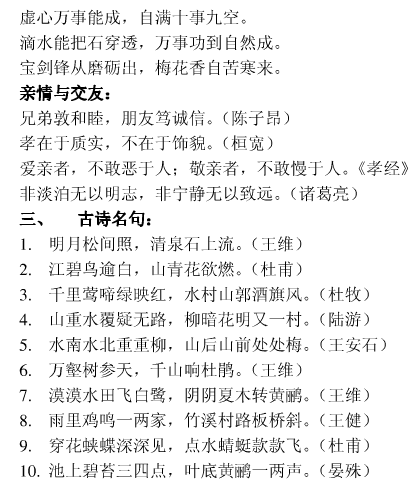 虚心万事能成，自满十事九空。
滴水能把石穿透，万事功到自然成。
宝剑锋从磨砺出，梅花香自苦寒来。
亲情与交友：
兄弟敦和睦，朋友笃诚信。（陈子昂）
孝在于质实，不在于饰貌。（桓宽）
爱亲者，不敢恶于人；敬亲者，不敢慢于人。《孝经》
非淡泊无以明志，非宁静无以致远。（诸葛亮）
三、 古诗名句：
1. 明月松间照，清泉石上流。（王维）
2. 江碧鸟逾白，山青花欲燃。（杜甫）
3. 千里莺啼绿映红，水村山郭酒旗风。（杜牧）
4. 山重水覆疑无路，柳暗花明又一村。（陆游）
5. 水南水北重重柳，山后山前处处梅。（王安石）
6. 万壑树参天，千山响杜鹃。（王维）
7. 漠漠水田飞白鹭，阴阴夏木转黄鹂。（王维）
8. 雨里鸡鸣一两家，竹溪村路板桥斜。（王健）
9. 穿花蛱蝶深深见，点水蜻蜓款款飞。（杜甫）
10. 池上碧苔三四点，叶底黄鹂一两声。（晏殊）